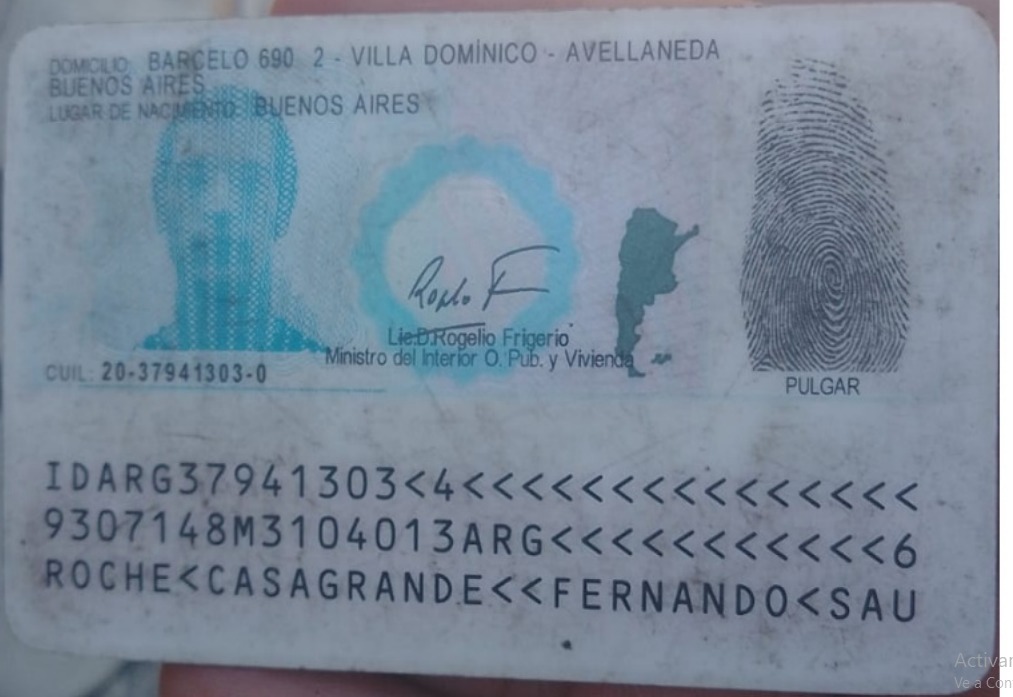 DOMICILIO: BARCELO 690 2 - VILLA DOMÍNICO - AVELLANEDA
BUENOS AIRES
LUGAR DE NACIMIENTO: BUENOS AIRES
Lic.D.Rogelio Frigerio
Ministro del Interior O. Pub. y Vivienda
CUIL: 20-37941303-0
PULGAR
IDARG37941303<4<<<<<<<<<<<<<<<
9307148M3104013ARG<<<<<<<<<<<6
ROCHE<CASAGRANDE<<FERNANDO<SAU
Activar
Ve a Con